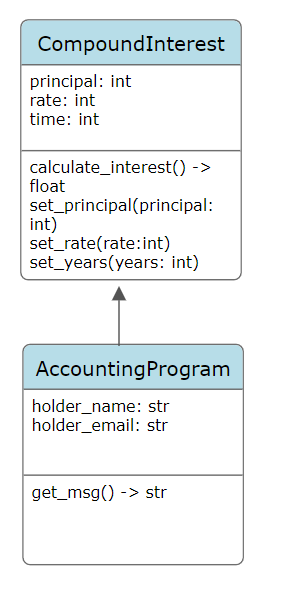 CompoundInterest
principal: int
rate: int
time: int
calculate_interest() ->
float
set_principal(principal:
int)
set_rate(rate:int)
set_years(years: int)
AccountingProgram
holder_name: str
holder_email: str
get_msg() -> str